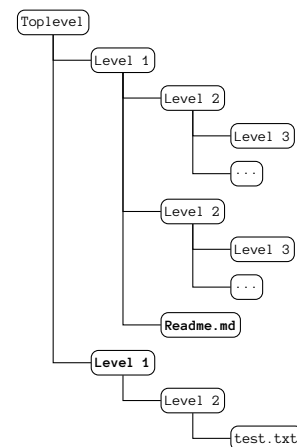 Toplevel
Level 1
Level 2
Level 3
...
Level 2
Level 3
...
Readme.md
Level 1
Level 2
test.txt